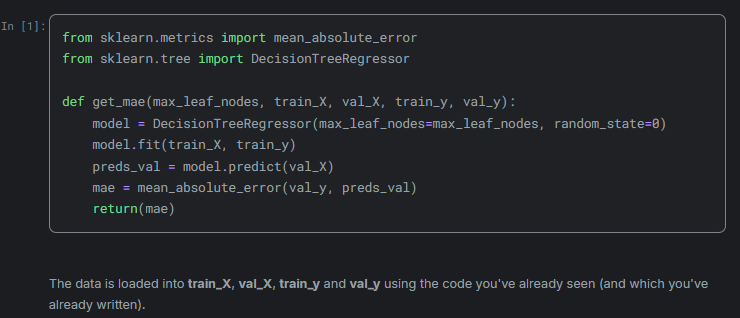 In [1]:
from sklearn.metrics import mean_absolute_error
from sklearn.tree import DecisionTreeRegressor

def get_mae(max_leaf_nodes, train_X, val_X, train_y, val_y):
    model = DecisionTreeRegressor(max_leaf_nodes=max_leaf_nodes, random_state=0)
    model.fit(train_X, train_y)
    preds_val = model.predict(val_X)
    mae = mean_absolute_error(val_y, preds_val)
    return(mae)

The data is loaded into train_X, val_X, train_y and val_y using the code you've already seen (and which you've
already written).